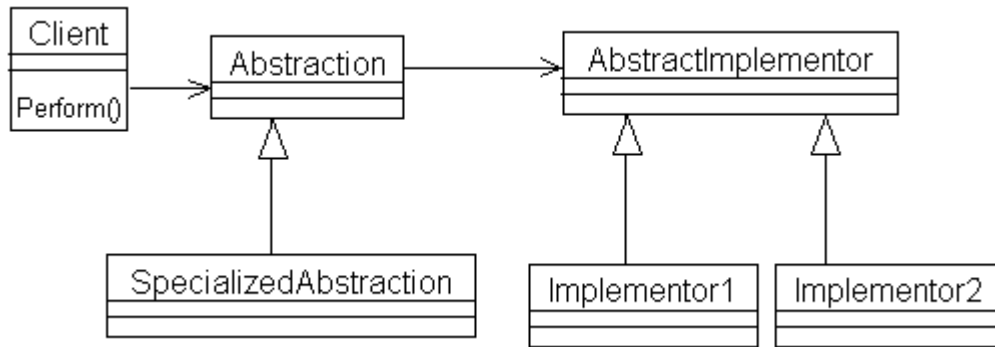 Client
Perform()
Abstraction
AbstractImplementor
SpecializedAbstraction
Implementor1
Implementor2